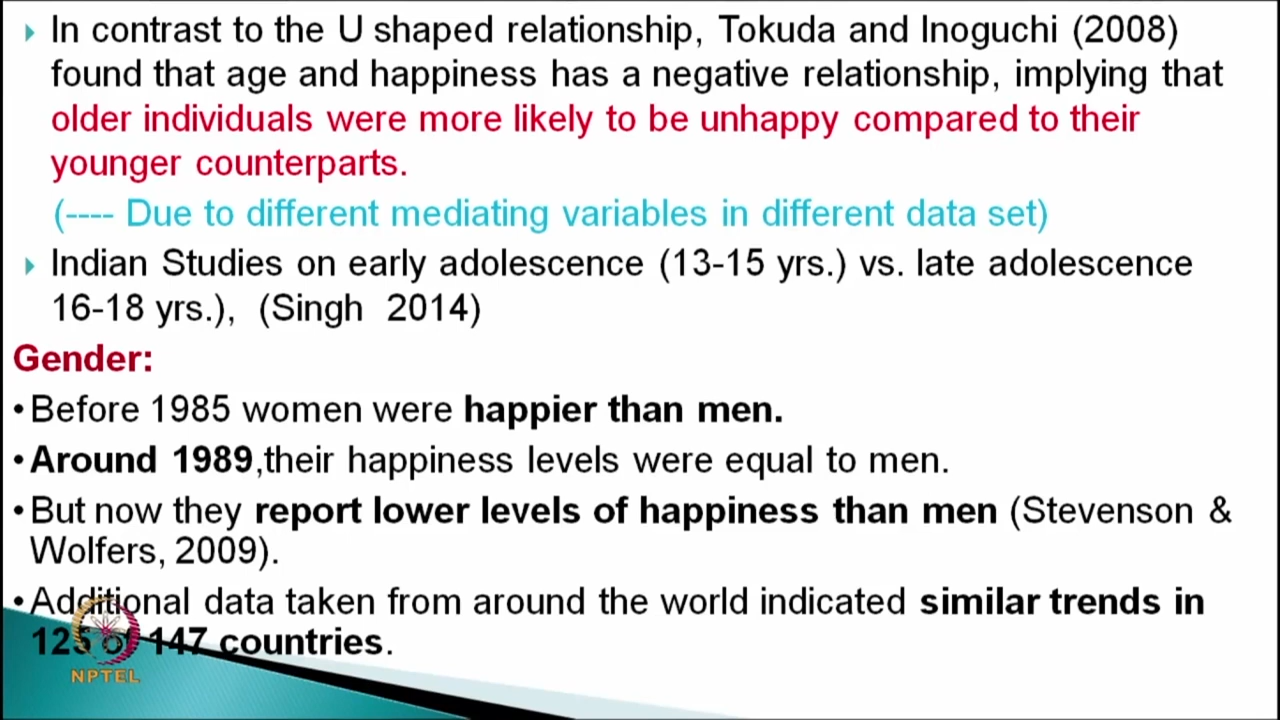 In contrast to the U shaped relationship, Tokuda and Inoguchi (2008)
found that age and happiness has a negative relationship, implying that
older individuals were more likely to be unhappy compared to their
younger counterparts.
(---- Due to different mediating variables in different data set)
Indian Studies on early adolescence (13-15 yrs.) vs. late adolescence
16-18 yrs.), (Singh 2014)
Gender:
•Before 1985 women were happier than men.
•Around 1989,their happiness levels were equal to men.
•But now they report lower levels of happiness than men (Stevenson &
Wolfers, 2009).
•Additional data taken from around the world indicated similar trends in
125 of 147 countries.
NPTEL